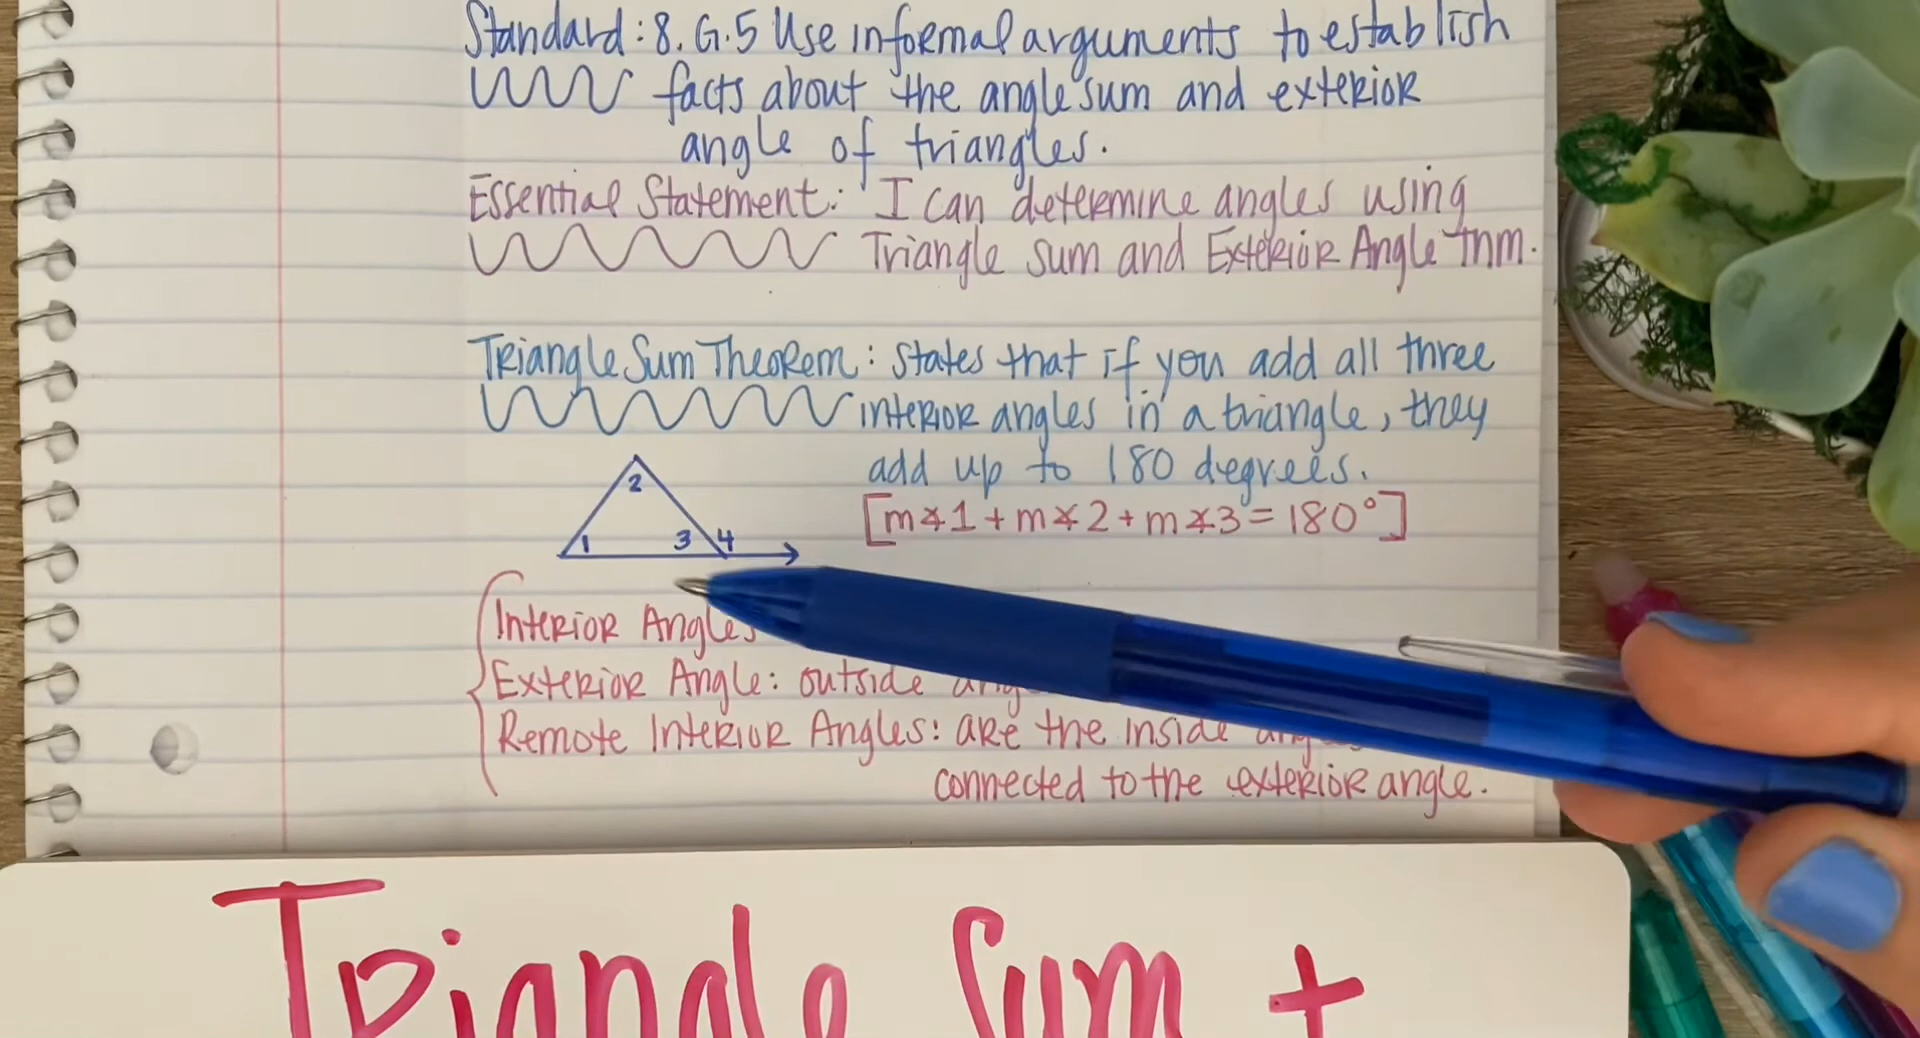 Standard: 8.G.5 Use informal arguments to establish
facts about the angle sum and exterior
angle of triangles.
Essential Statement: I can determine angles using
Triangle Sum and Exterior Angle Thm.
Triangle Sum Theorem: States that if you add all three
interior angles in a triangle, they
add up to 180 degrees.
[m∡1 + m∡2 + m∡3 = 180°]
2
1 3 4
Interior Angles
Exterior Angle: outside
Remote Interior Angles: are the inside
connected to the exterior angle.
Triangle Sum +